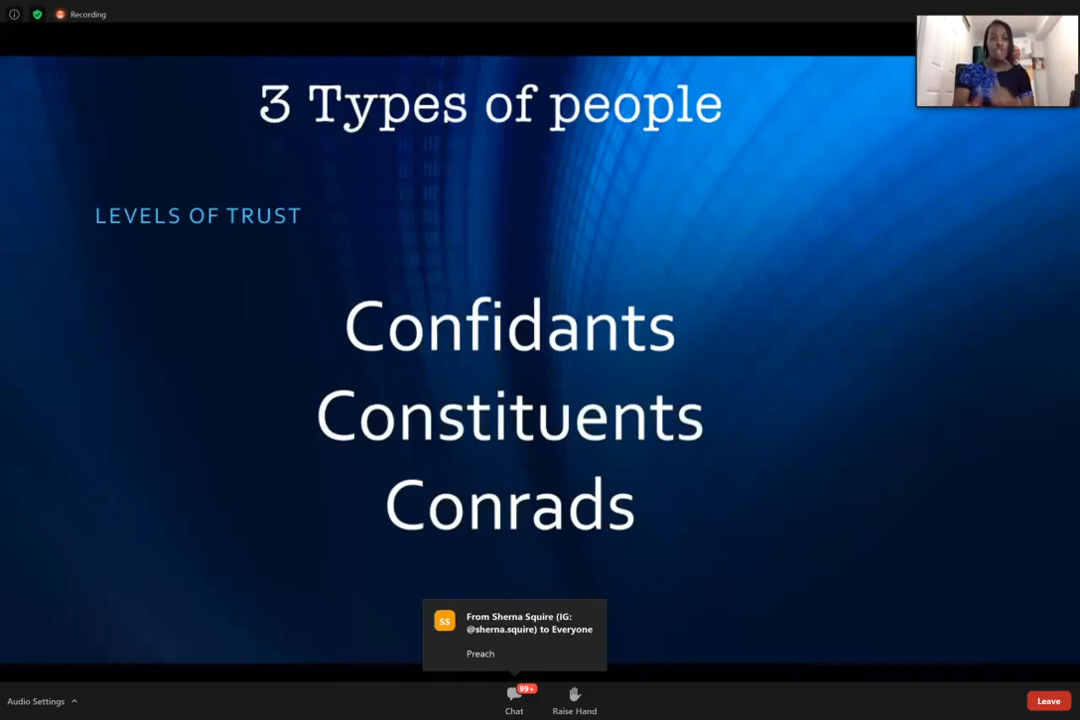 Recording
3 Types of people
LEVELS OF TRUST
Confidants
Constituents
Conrads
SS
From Sherna Squire (IG:
@sherna.squire) to Everyone
Preach
99+
Audio Settings
Chat
Raise Hand
Leave